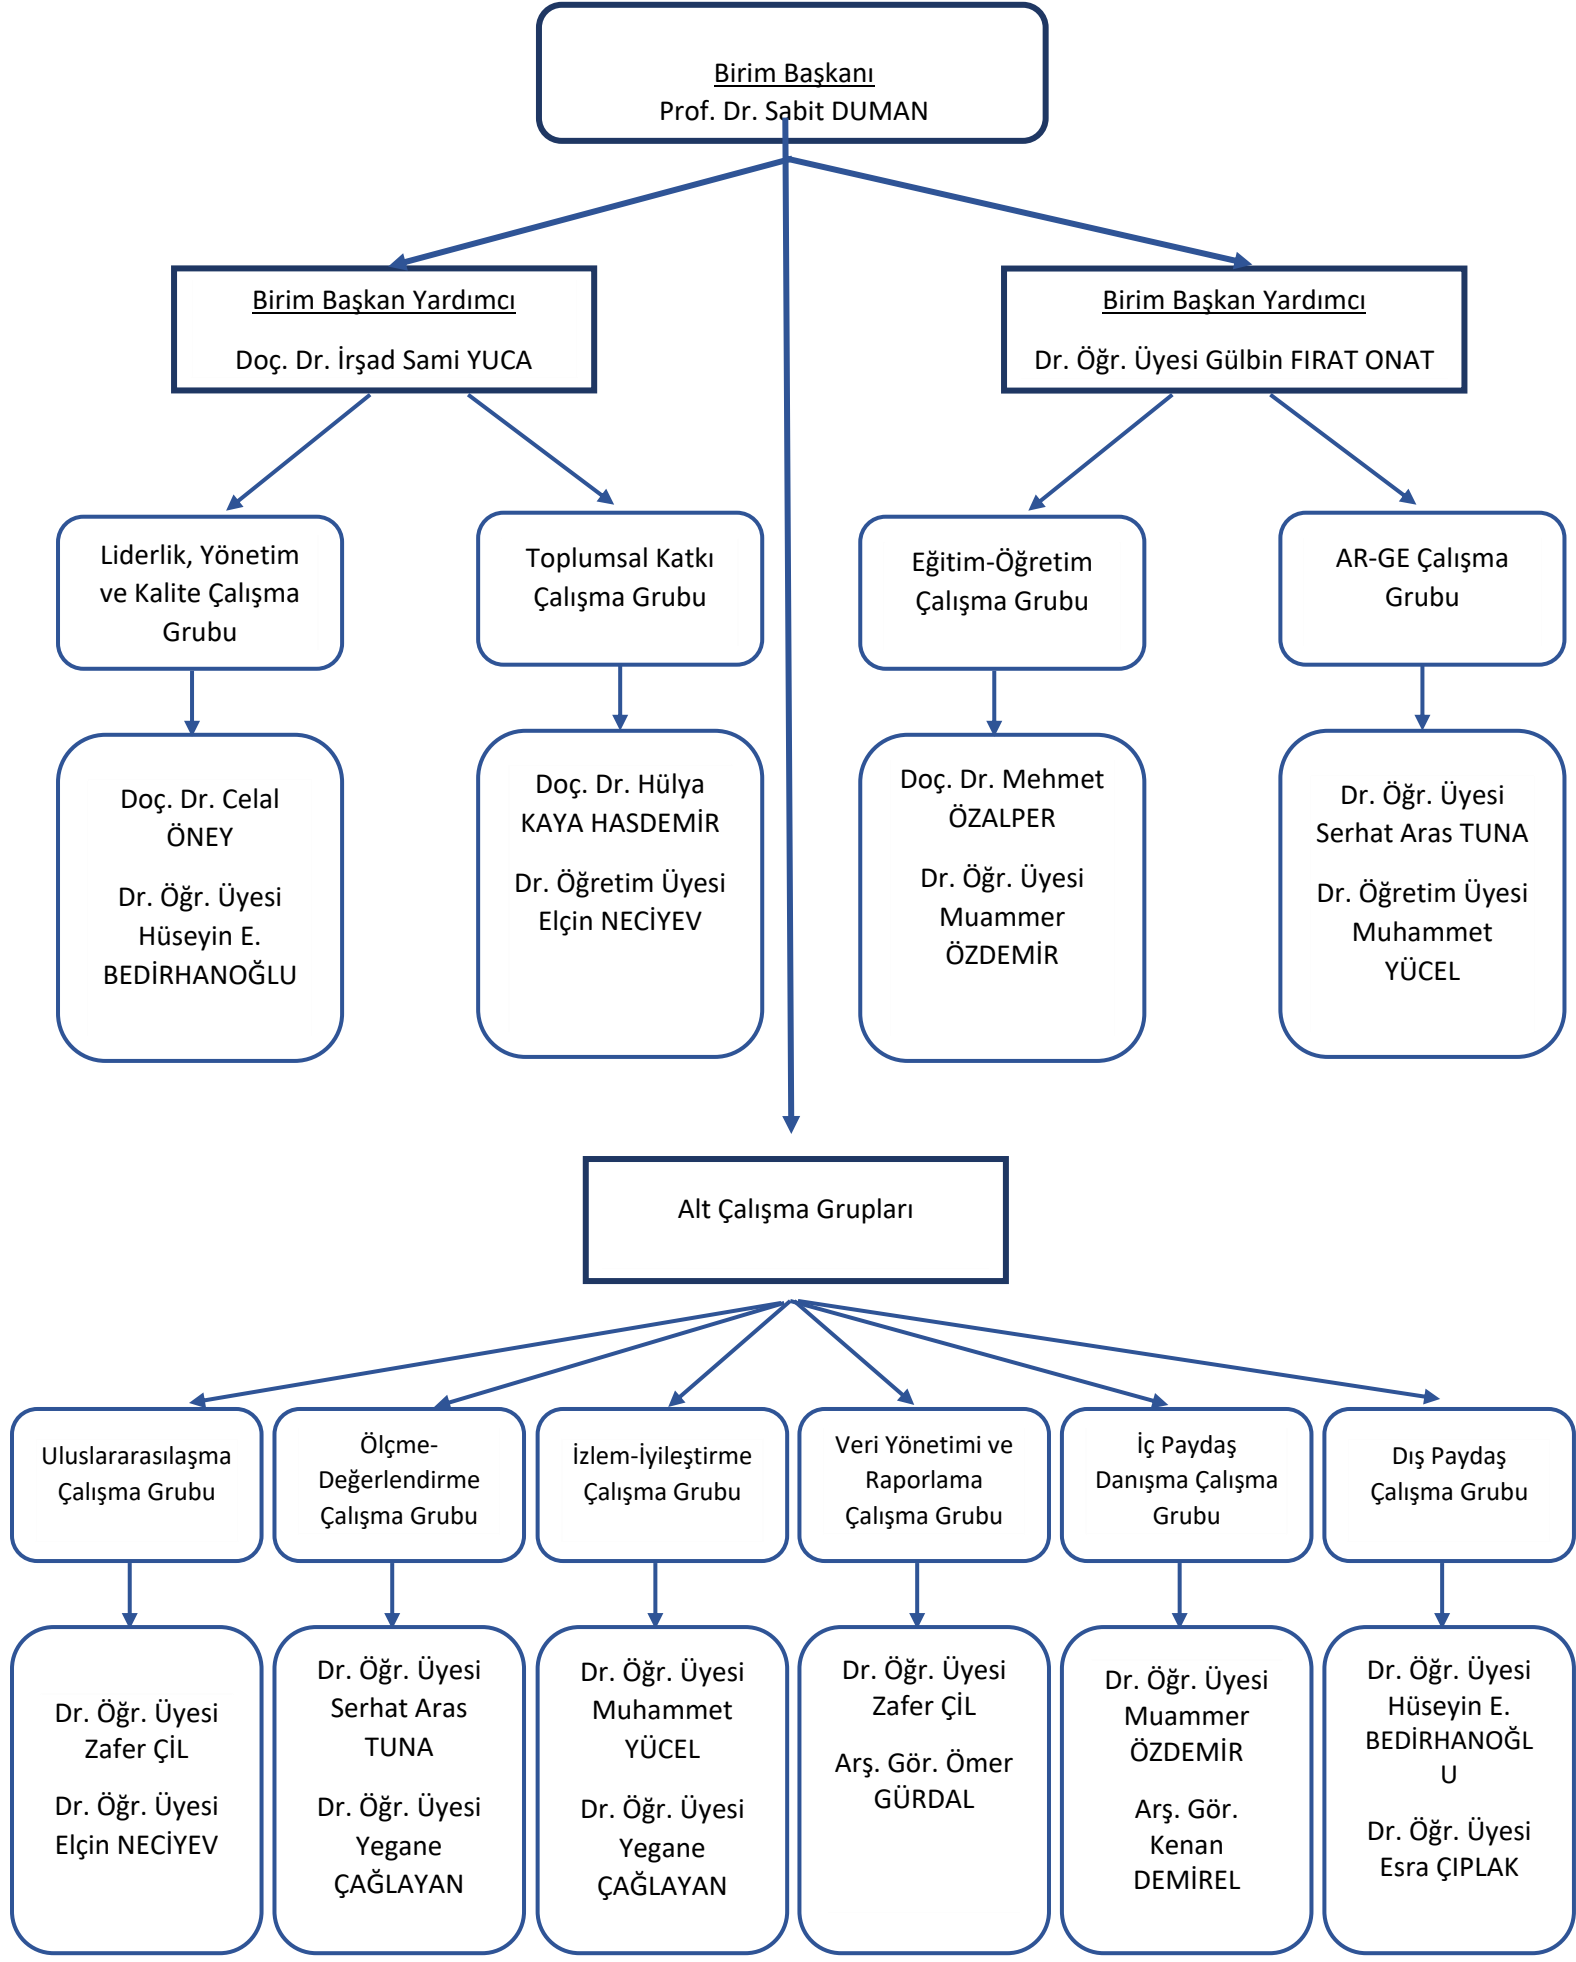 Birim Başkanı
Prof. Dr. Sabit DUMAN
Birim Başkan Yardımcı
Doç. Dr. İrşad Sami YUCA
Birim Başkan Yardımcı
Dr. Öğr. Üyesi Gülbin FIRAT ONAT
Liderlik, Yönetim
ve Kalite Çalışma
Grubu
Toplumsal Katkı
Çalışma Grubu
Eğitim-Öğretim
Çalışma Grubu
AR-GE Çalışma
Grubu
Doç. Dr. Celal
ÖNEY
Dr. Öğr. Üyesi
Hüseyin E.
BEDİRHANOĞLU
Doç. Dr. Hülya
KAYA HASDEMİR
Dr. Öğretim Üyesi
Elçin NECİYEV
Doç. Dr. Mehmet
ÖZALPER
Dr. Öğr. Üyesi
Muammer
ÖZDEMİR
Dr. Öğr. Üyesi
Serhat Aras TUNA
Dr. Öğretim Üyesi
Muhammet
YÜCEL
Alt Çalışma Grupları
Uluslararasılaşma
Çalışma Grubu
Ölçme-
Değerlendirme
Çalışma Grubu
İzlem-İyileştirme
Çalışma Grubu
Veri Yönetimi ve
Raporlama
Çalışma Grubu
İç Paydaş
Danışma Çalışma
Grubu
Dış Paydaş
Çalışma Grubu
Dr. Öğr. Üyesi
Zafer ÇİL
Dr. Öğr. Üyesi
Elçin NECİYEV
Dr. Öğr. Üyesi
Serhat Aras
TUNA
Dr. Öğr. Üyesi
Yegane
ÇAĞLAYAN
Dr. Öğr. Üyesi
Muhammet
YÜCEL
Dr. Öğr. Üyesi
Yegane
ÇAĞLAYAN
Dr. Öğr. Üyesi
Zafer ÇİL
Arş. Gör. Ömer
GÜRDAL
Dr. Öğr. Üyesi
Muammer
ÖZDEMİR
Arş. Gör.
Kenan
DEMİREL
Dr. Öğr. Üyesi
Hüseyin E.
BEDİRHANOĞL
U
Dr. Öğr. Üyesi
Esra ÇIPLAK